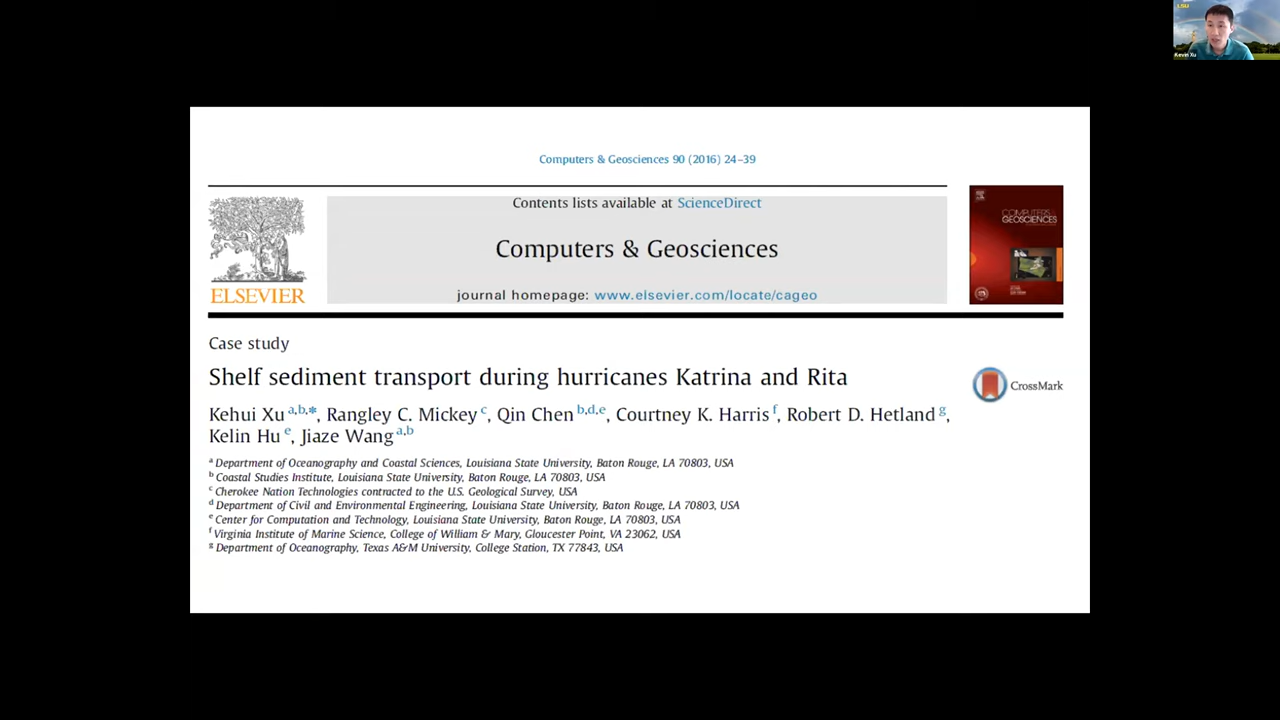 LSU
Kevin Xu
Computers & Geosciences 90 (2016) 24–39
Contents lists available at ScienceDirect
Computers & Geosciences
journal homepage: www.elsevier.com/locate/cageo
ELSEVIER
COMPUTERS & GEOSCIENCES
Case study
Shelf sediment transport during hurricanes Katrina and Rita
CrossMark
Kehui Xu a,b,*, Rangley C. Mickey c, Qin Chen b,d,e, Courtney K. Harris f, Robert D. Hetland g,
Kelin Hu e, Jiaze Wang a,b
a Department of Oceanography and Coastal Sciences, Louisiana State University, Baton Rouge, LA 70803, USA
b Coastal Studies Institute, Louisiana State University, Baton Rouge, LA 70803, USA
c Cherokee Nation Technologies contracted to the U.S. Geological Survey, USA
d Department of Civil and Environmental Engineering, Louisiana State University, Baton Rouge, LA 70803, USA
e Center for Computation and Technology, Louisiana State University, Baton Rouge, LA 70803, USA
f Virginia Institute of Marine Science, College of William & Mary, Gloucester Point, VA 23062, USA
g Department of Oceanography, Texas A&M University, College Station, TX 77843, USA